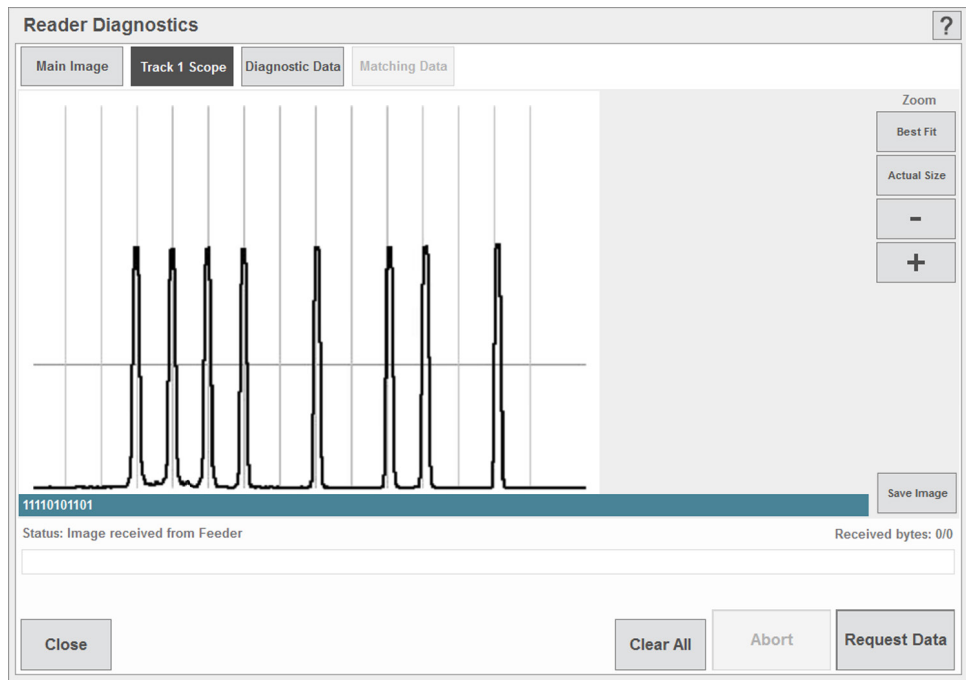 Reader Diagnostics
?
Main Image
Track 1 Scope
Diagnostic Data
Matching Data
Zoom
Best Fit
Actual Size
-
+
Save Image
11110101101
Status: Image received from Feeder
Received bytes: 0/0
Close
Clear All
Abort
Request Data